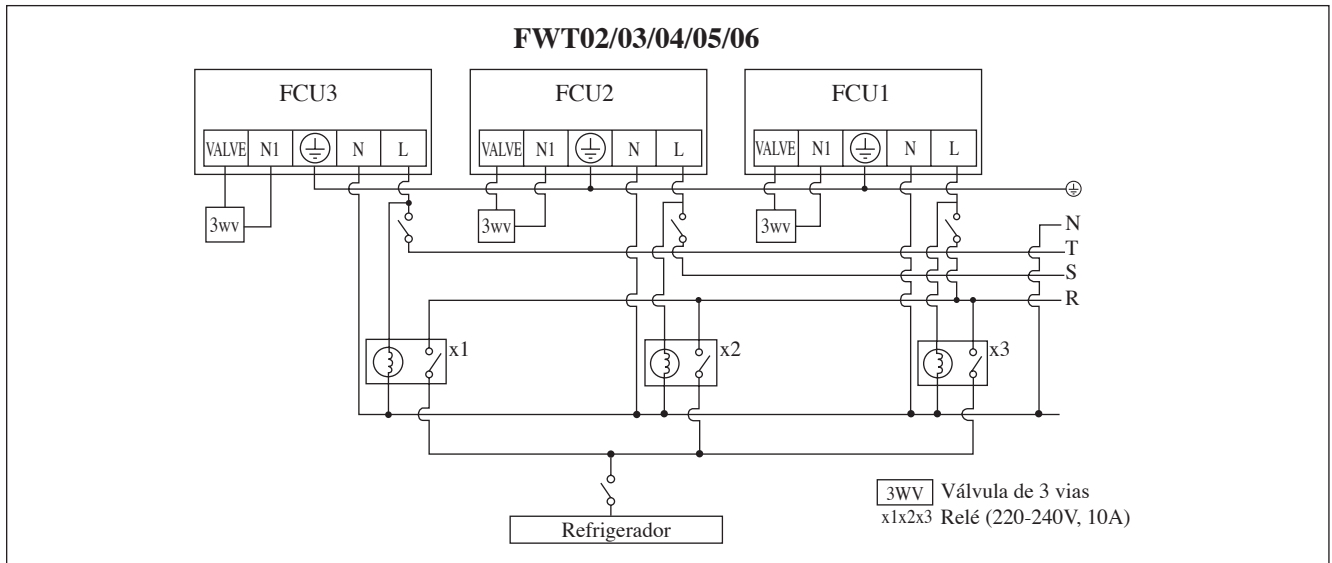 FWT02/03/04/05/06
FCU3 FCU2 FCU1
VALVE N1 N L VALVE N1 N L VALVE N1 N L
3wv 3wv 3wv
N
T
S
R
x1 x2 x3
3WV Válvula de 3 vias
x1x2x3 Relé (220-240V, 10A)
Refrigerador